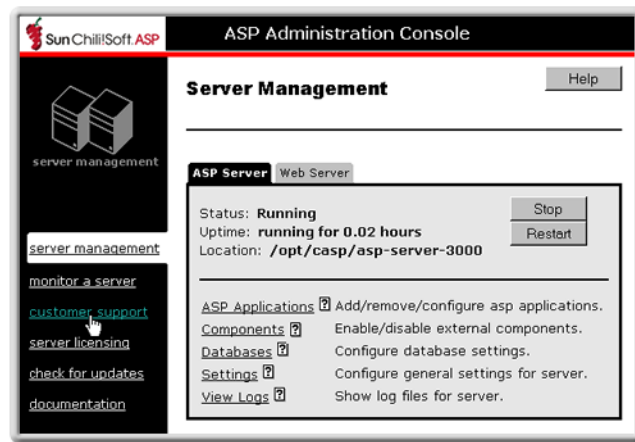 Sun Chili!Soft ASP
ASP Administration Console
Server Management
Help
server management
ASP Server
Web Server
Status: Running
Stop
Uptime: running for 0.02 hours
Restart
Location: /opt/casp/asp-server-3000
server management
monitor a server
customer support
server licensing
check for updates
documentation
ASP Applications ? Add/remove/configure asp applications.
Components ? Enable/disable external components.
Databases ? Configure database settings.
Settings ? Configure general settings for server.
View Logs ? Show log files for server.